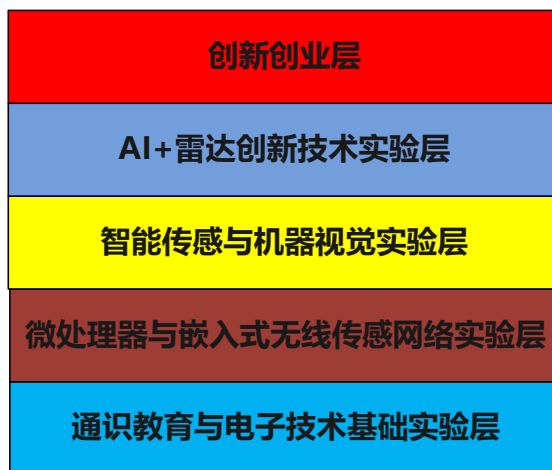 创新创业层
AI+雷达创新技术实验层
智能传感与机器视觉实验层
微处理器与嵌入式无线传感网络实验层
通识教育与电子技术基础实验层